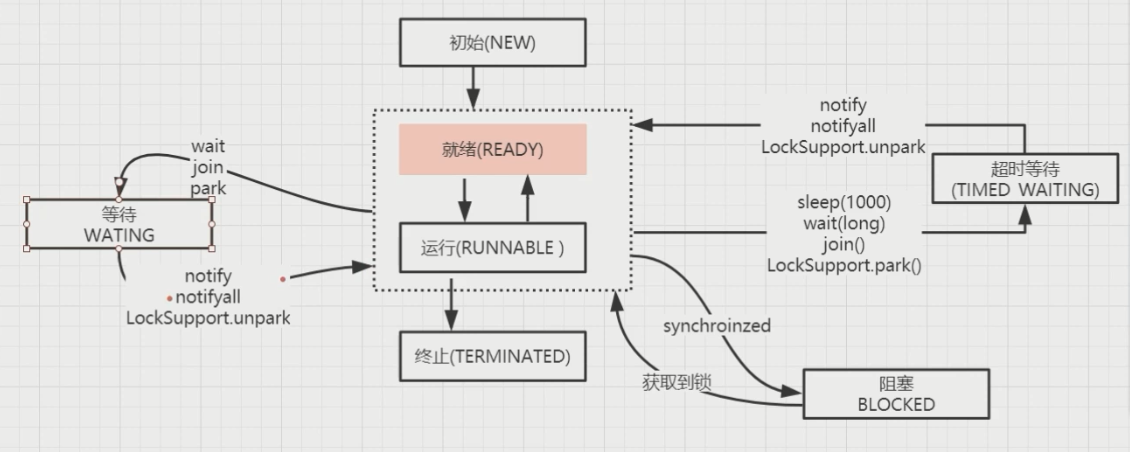 初始(NEW)
就绪(READY)
运行(RUNNABLE )
终止(TERMINATED)
wait
join
park
等待
WATING
notify
notifyall
LockSupport.unpark
notify
notifyall
LockSupport.unpark
超时等待
(TIMED WAITING)
sleep(1000)
wait(long)
join()
LockSupport.park()
synchroinzed
获取到锁
阻塞
BLOCKED